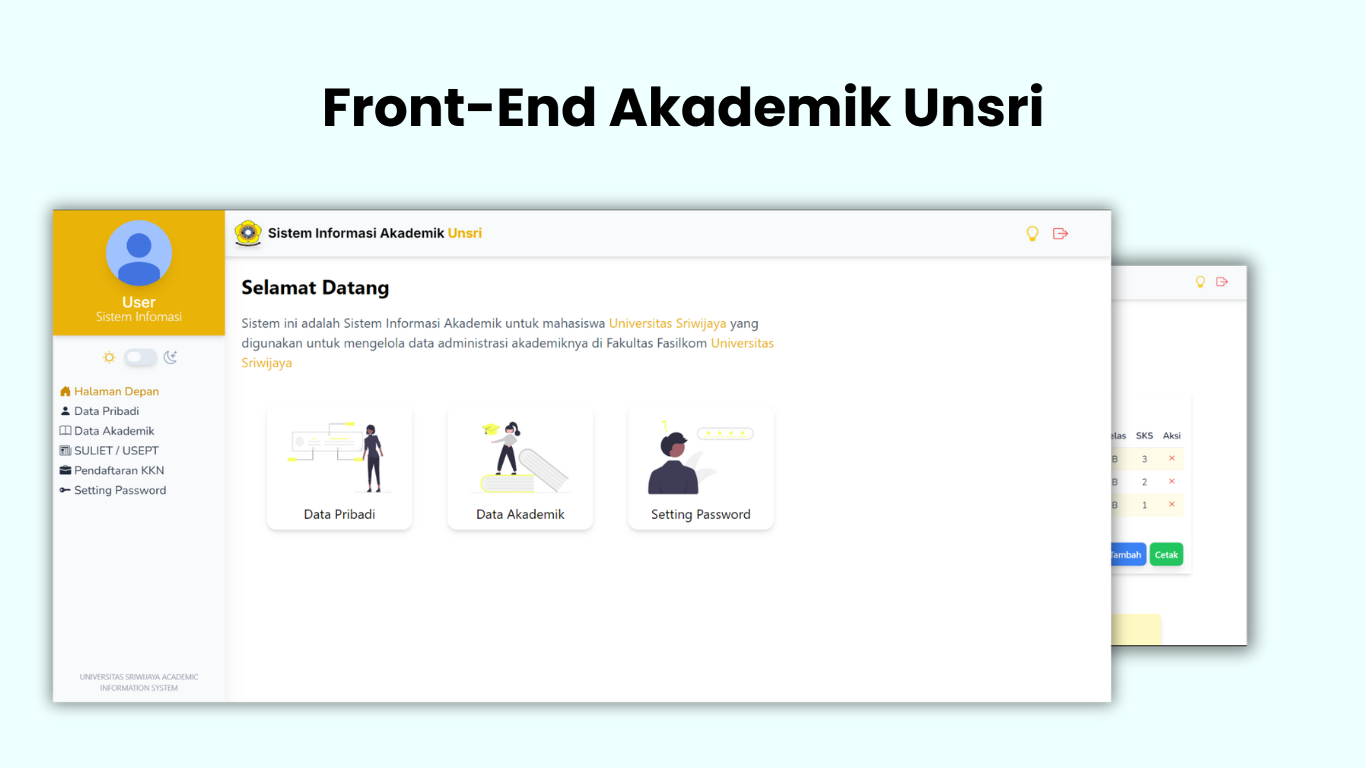 Front-End Akademik Unsri
User
Sistem Infomasi
Halaman Depan
Data Pribadi
Data Akademik
SULIET / USEPT
Pendaftaran KKN
Setting Password
UNIVERSITAS SRIWIJAYA ACADEMIC
INFORMATION SYSTEM
Sistem Informasi Akademik Unsri
Selamat Datang
Sistem ini adalah Sistem Informasi Akademik untuk mahasiswa Universitas Sriwijaya yang
digunakan untuk mengelola data administrasi akademiknya di Fakultas Fasilkom Universitas
Sriwijaya
Data Pribadi
Data Akademik
Setting Password
elas SKS Aksi
B 3 ×
B 2 ×
B 1 ×
Tambah Cetak